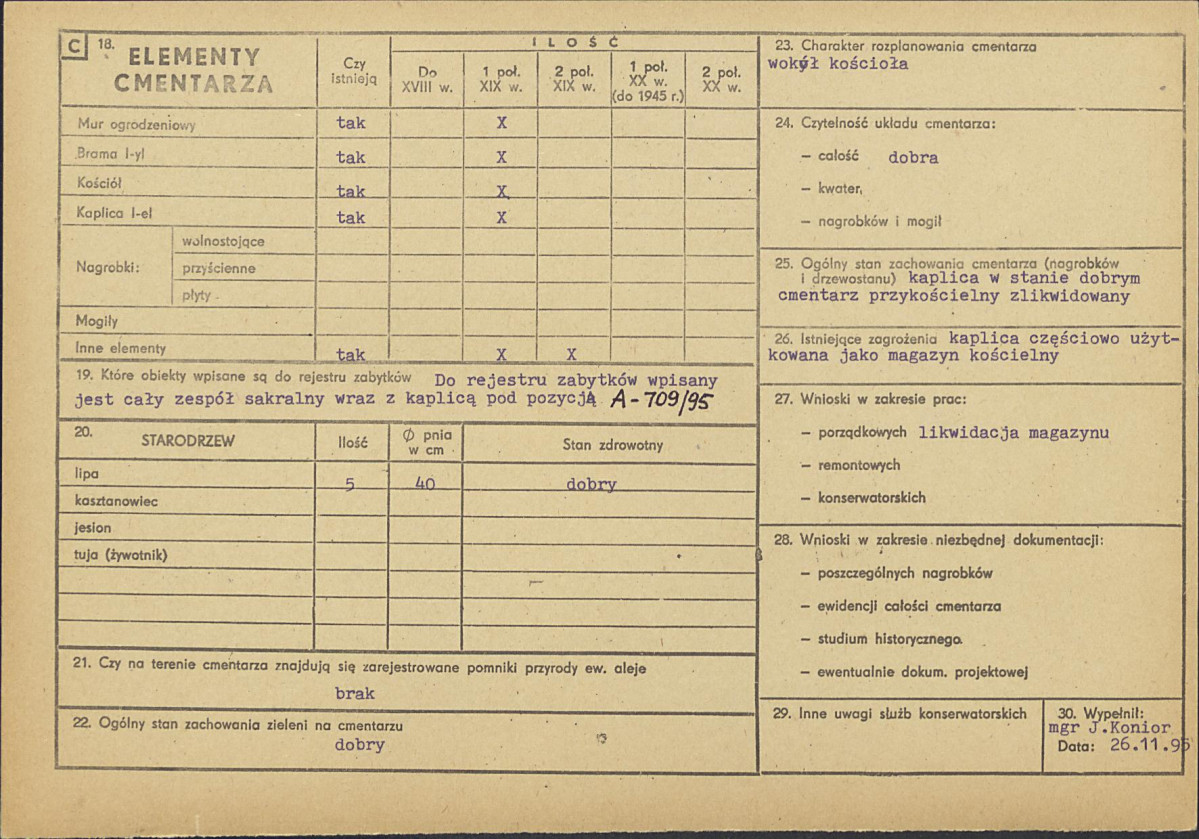 C 18. ELEMENTY CMENTARZA
Czy istnieją
I L O Ś Ć
Do XVIII w.
1 poł. XIX w.
2 poł. XIX w.
1 poł. XX w. (do 1945 r.)
2 poł. XX w.
Mur ogrodzeniowy tak X
Brama I-yl tak X
Kościół tak X
Kaplica I-el tak X
Nagrobki:
wolnostojące
przyścienne
płyty
Mogiły
Inne elementy tak X X
19. Które obiekty wpisane są do rejestru zabytków Do rejestru zabytków wpisany
jest cały zespół sakralny wraz z kaplicą pod pozycją A-709/95
20. STARODRZEW
Ilość
Ø pnia w cm
Stan zdrowotny
lipa 5 40 dobry
kasztanowiec
jesion
tuja (żywotnik)
21. Czy na terenie cmentarza znajdują się zarejestrowane pomniki przyrody ew. aleje
brak
22. Ogólny stan zachowania zieleni na cmentarzu
dobry
23. Charakter rozplanowania cmentarza
wokół kościoła
24. Czytelność układu cmentarza:
– całość dobra
– kwater,
– nagrobków i mogił
25. Ogólny stan zachowania cmentarza (nagrobków
i drzewostanu) kaplica w stanie dobrym
cmentarz przykościelny zlikwidowany
26. Istniejące zagrożenia kaplica częściowo użyt-
kowana jako magazyn kościelny
27. Wnioski w zakresie prac:
– porządkowych likwidacja magazynu
– remontowych
– konserwatorskich
28. Wnioski w zakresie niezbędnej dokumentacji:
– poszczególnych nagrobków
– ewidencji całości cmentarza
– studium historycznego
– ewentualnie dokum. projektowej
29. Inne uwagi służb konserwatorskich
30. Wypełnił:
mgr J.Konior
Data: 26.11.95